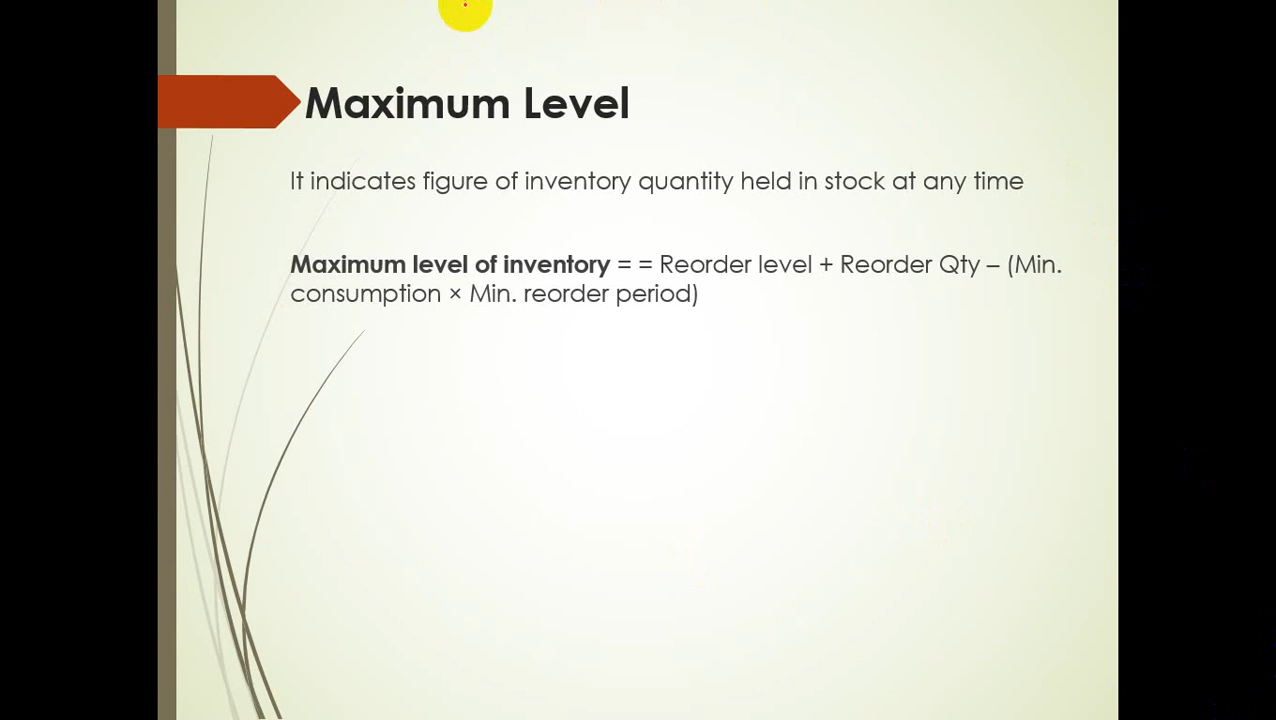 Maximum Level
It indicates figure of inventory quantity held in stock at any time
Maximum level of inventory = = Reorder level + Reorder Qty – (Min.
consumption × Min. reorder period)